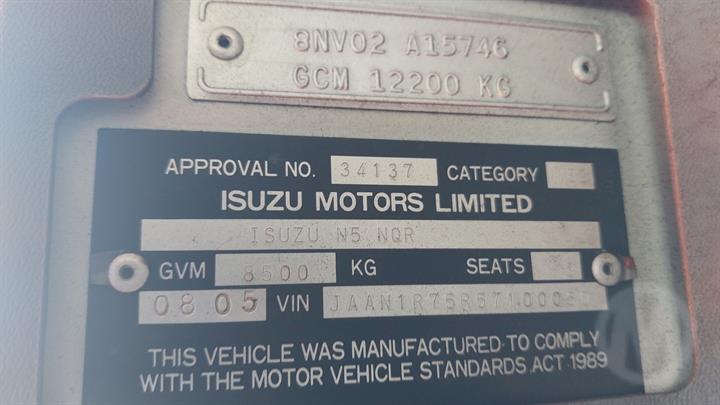 8NV02 A15746
GCM 12200 KG
APPROVAL NO. 34137 CATEGORY
ISUZU MOTORS LIMITED
ISUZU N5 NQR
GVM 8500 KG SEATS
08 05 VIN
THIS VEHICLE WAS MANUFACTURED TO COMPLY
WITH THE MOTOR VEHICLE STANDARDS ACT 1989